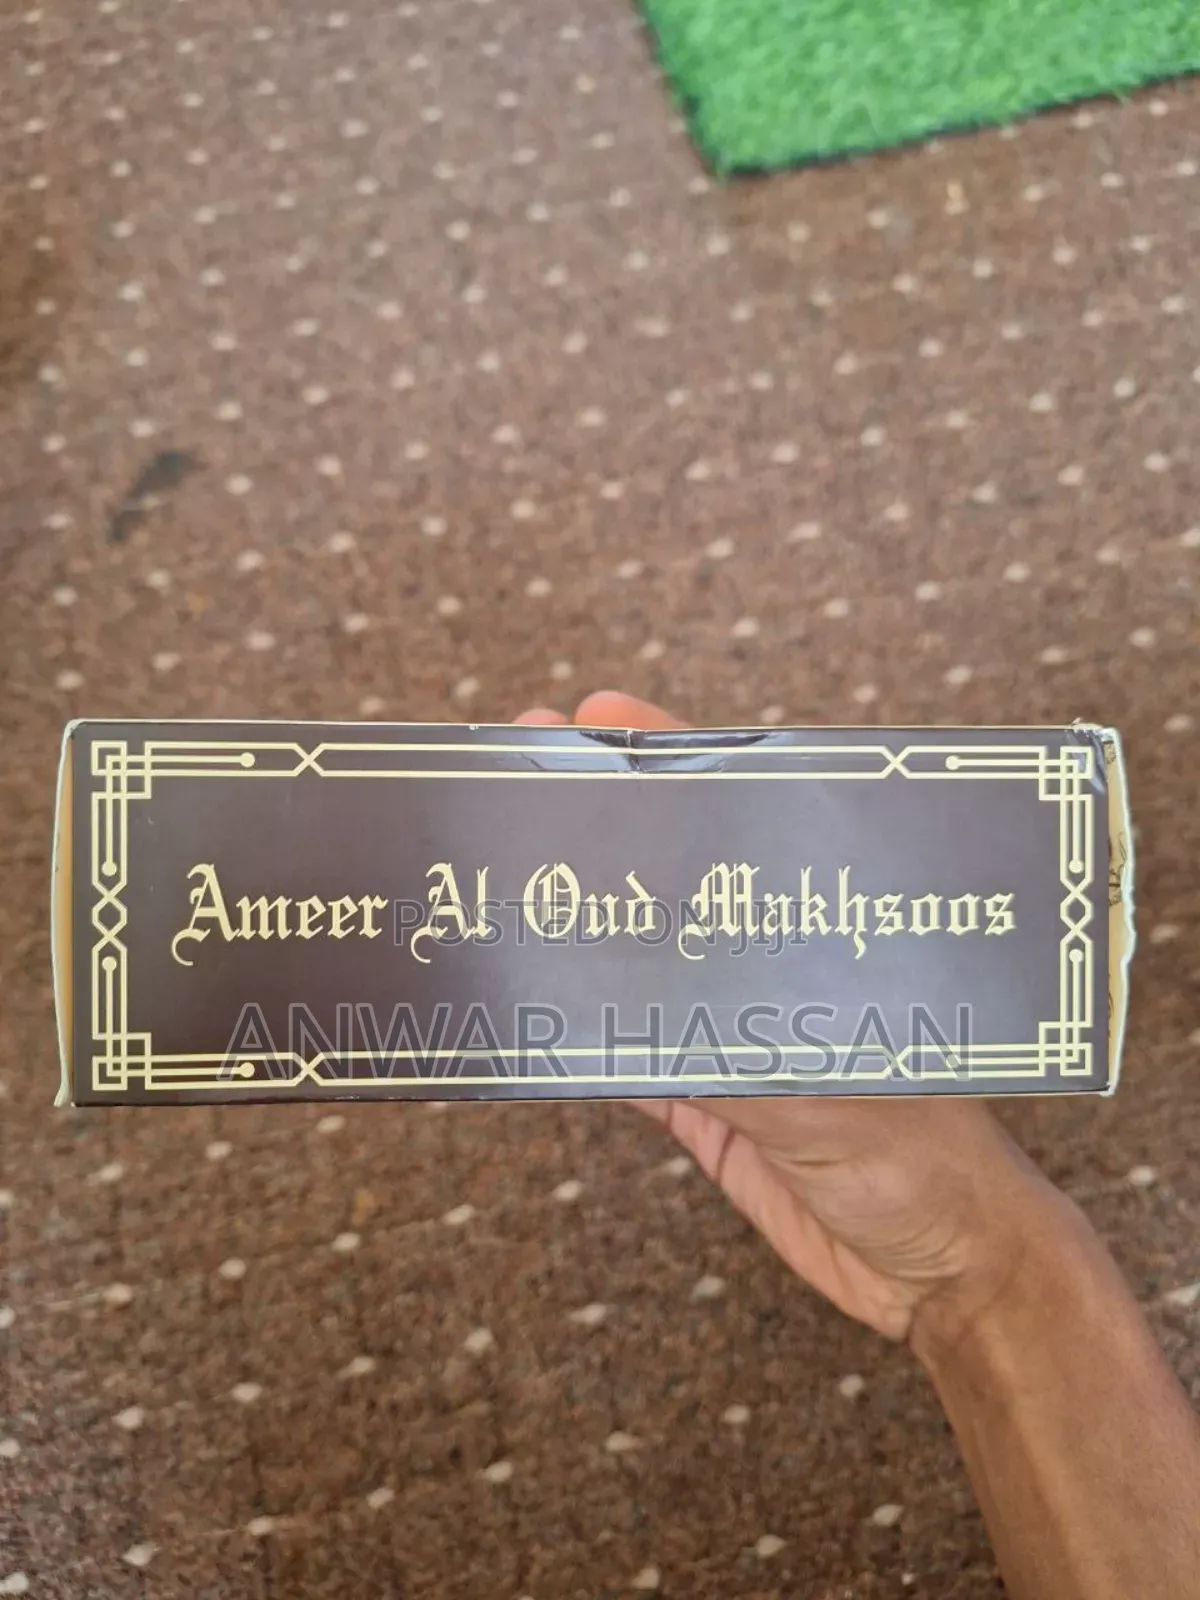 Ameer Al Oud Makhsoos
POSTED ON JIJI
ANWAR HASSAN